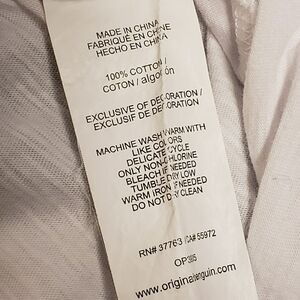 MADE IN CHINA
FABRIQUÉ EN CHINE
HECHO EN CHINA
100% COTTON /
COTON / algodón
EXCLUSIVE OF DECORATION /
EXCLUSIF DE DÉCORATION
MACHINE WASH WARM WITH
LIKE COLORS
DELICATE CYCLE
ONLY NON-CHLORINE
BLEACH IF NEEDED
TUMBLE DRY LOW
WARM IRON IF NEEDED
DO NOT DRY CLEAN
RN# 37763 /CA# 55972
www.originalpenguin.com